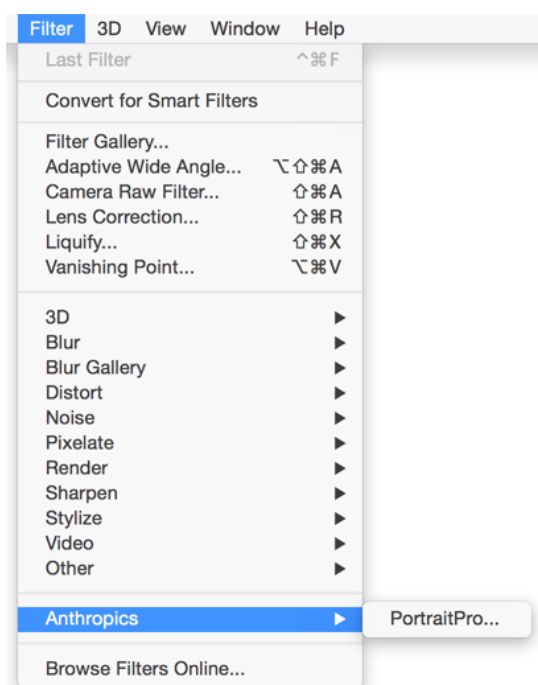 Filter 3D View Window Help
Last Filter ^⌘F
Convert for Smart Filters
Filter Gallery...
Adaptive Wide Angle... ⌥⇧⌘A
Camera Raw Filter... ⇧⌘A
Lens Correction... ⇧⌘R
Liquify... ⇧⌘X
Vanishing Point... ⌥⌘V
3D ▶
Blur ▶
Blur Gallery ▶
Distort ▶
Noise ▶
Pixelate ▶
Render ▶
Sharpen ▶
Stylize ▶
Video ▶
Other ▶
Anthropics ▶ PortraitPro...
Browse Filters Online...